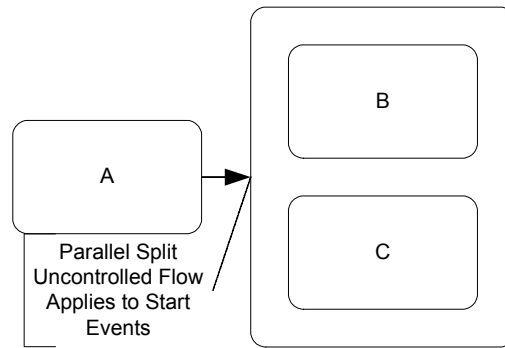 A
B
C
Parallel Split
Uncontrolled Flow
Applies to Start
Events